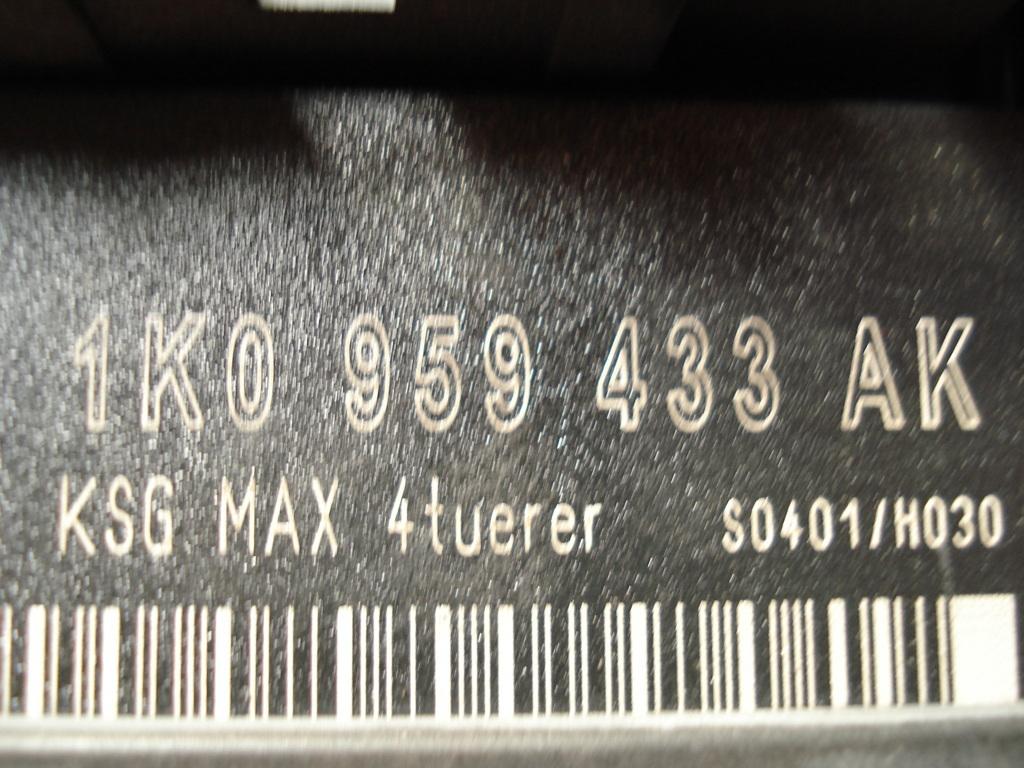 1K0 959 433 AK
KSG MAX 4tuerer S0401/H030